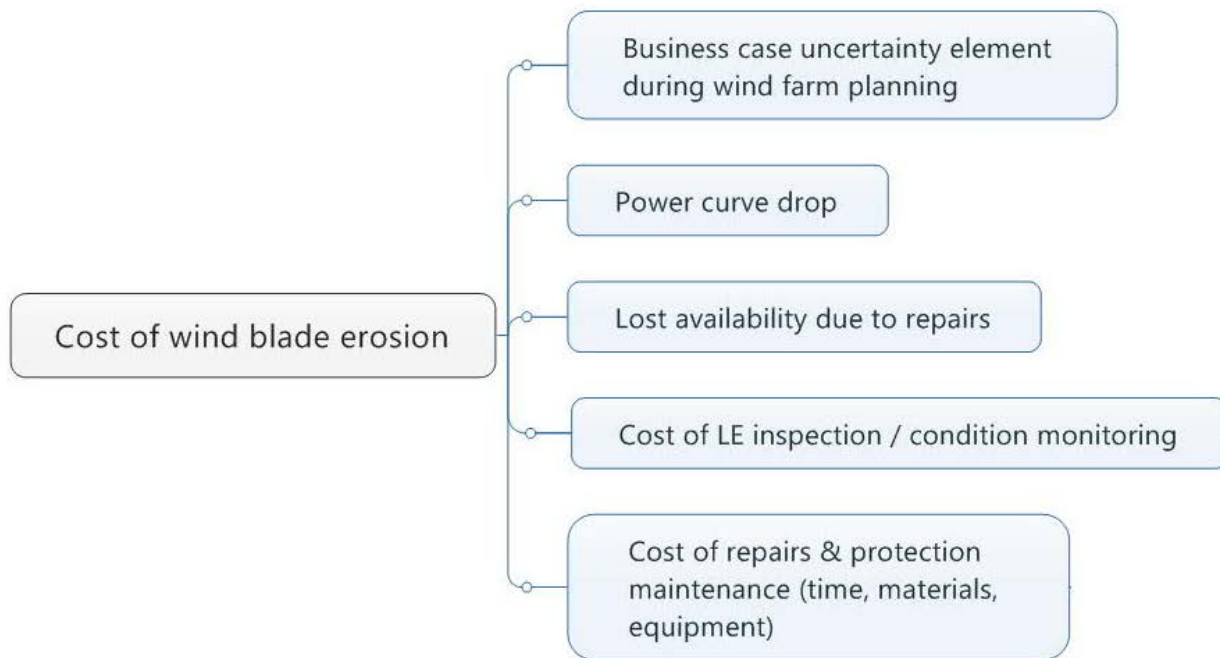 Business case uncertainty element
during wind farm planning
Power curve drop
Lost availability due to repairs
Cost of wind blade erosion
Cost of LE inspection / condition monitoring
Cost of repairs & protection
maintenance (time, materials,
equipment)